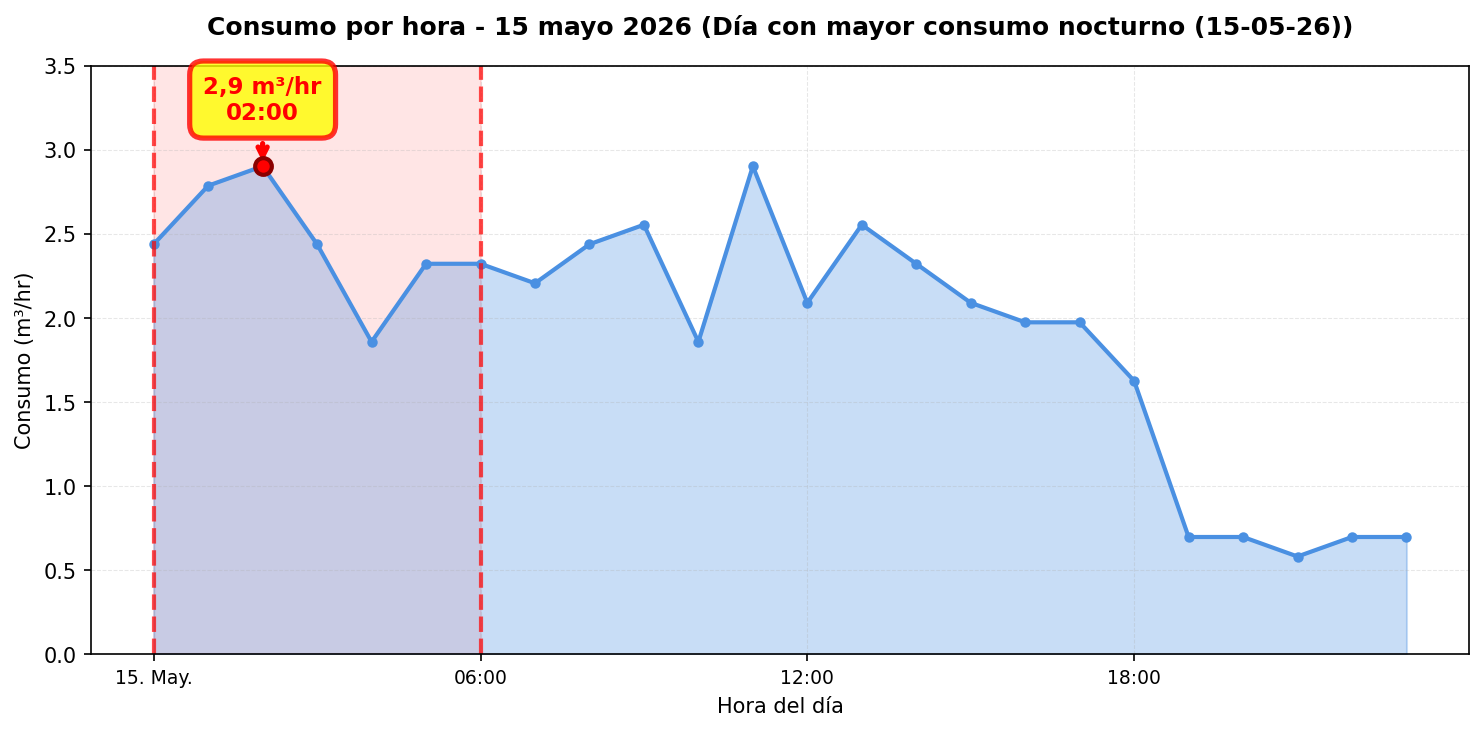 Consumo por hora - 15 mayo 2026 (Día con mayor consumo nocturno (15-05-26))
2,9 m³/hr
02:00
Consumo (m³/hr)
3.5
3.0
2.5
2.0
1.5
1.0
0.5
0.0
15. May.
06:00
12:00
18:00
Hora del día